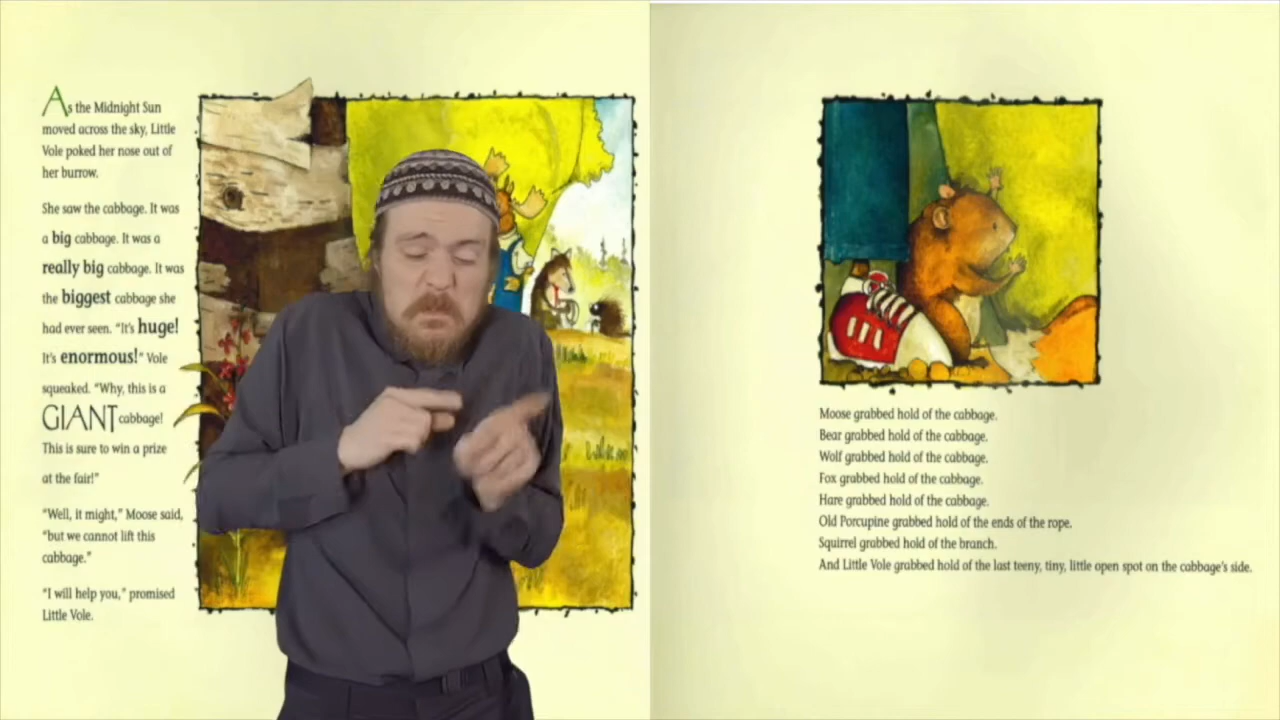 As the Midnight Sun
moved across the sky, Little
Vole poked her nose out of
her burrow.
She saw the cabbage. It was
a big cabbage. It was a
really big cabbage. It was
the biggest cabbage she
had ever seen. "It's huge!
It's enormous!" Vole
squeaked. "Why, this is a
GIANT cabbage!
This is sure to win a prize
at the fair!"
"Well, it might," Moose said,
"but we cannot lift this
cabbage."
"I will help you," promised
Little Vole.
Moose grabbed hold of the cabbage.
Bear grabbed hold of the cabbage.
Wolf grabbed hold of the cabbage.
Fox grabbed hold of the cabbage.
Hare grabbed hold of the cabbage.
Old Porcupine grabbed hold of the ends of the rope.
Squirrel grabbed hold of the branch.
And Little Vole grabbed hold of the last teeny, tiny, little open spot on the cabbage's side.